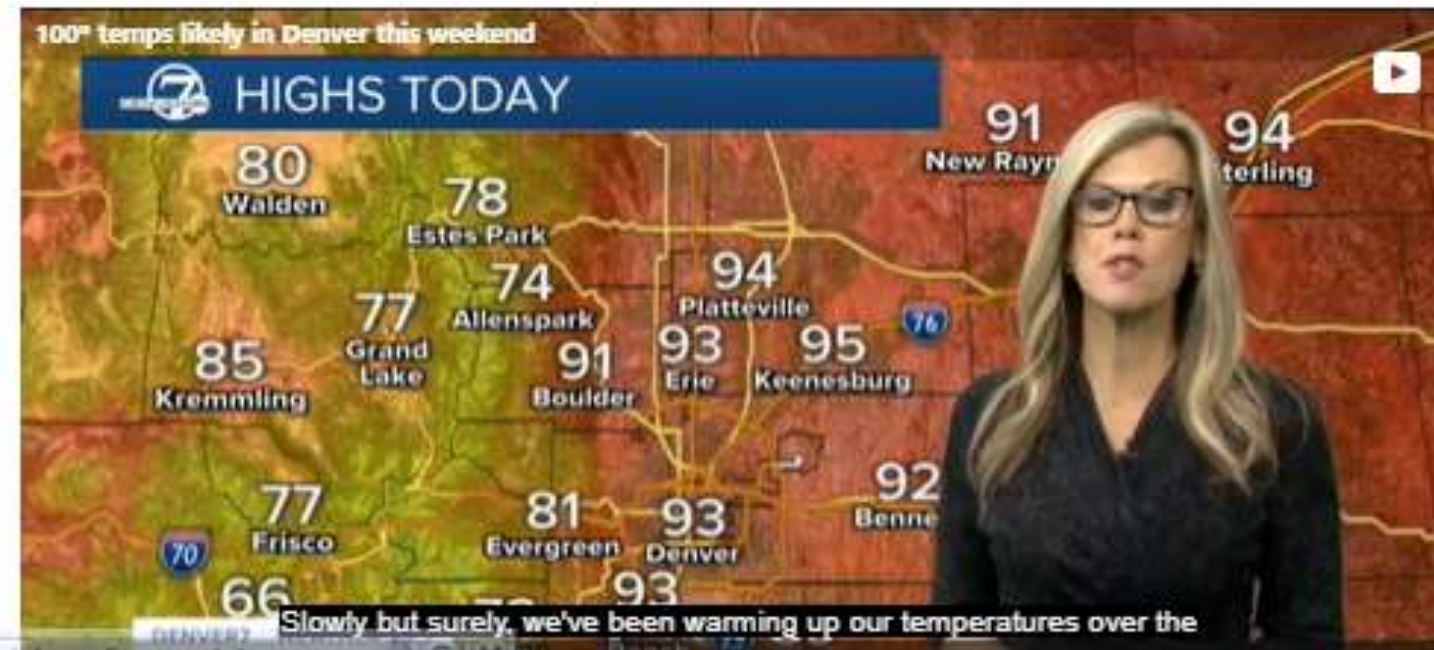 100° temps likely in Denver this weekend
7 HIGHS TODAY
91
New Rayn
94
terling
80
Walden
78
Estes Park
74
Allenspark
94
Platteville
77
Grand
Lake
76
85
Kremmling
91
Boulder
93
Erie
95
Keenesburg
77
Frisco
70
81
Evergreen
93
Denver
92
Benne
66
93
Slowly but surely, we've been warming up our temperatures over the
DENVER7